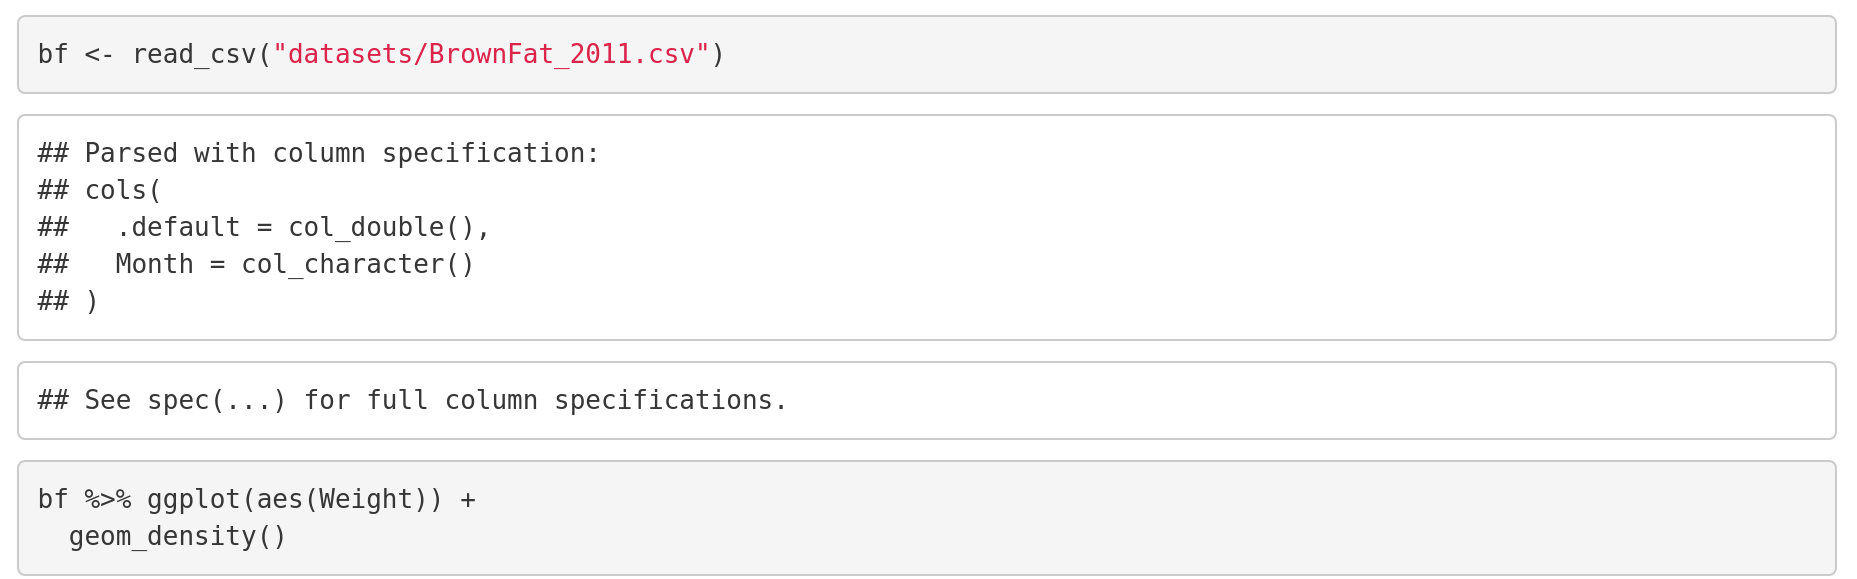 bf <- read_csv("datasets/BrownFat_2011.csv")
## Parsed with column specification:
## cols(
##   .default = col_double(),
##   Month = col_character()
## )
## See spec(...) for full column specifications.
bf %>% ggplot(aes(Weight)) +
  geom_density()